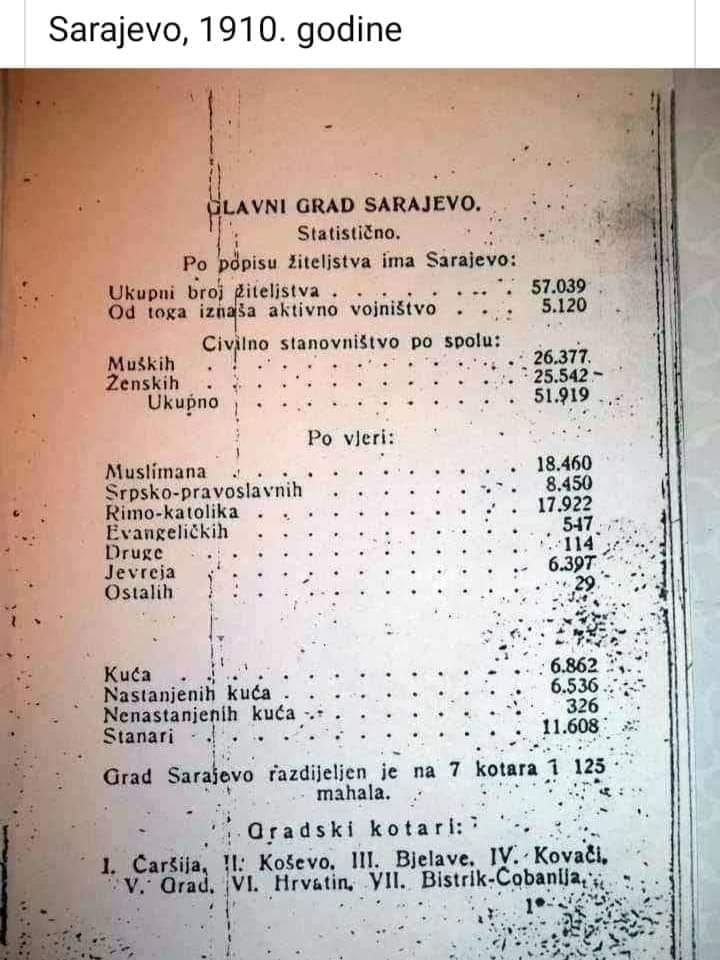 Sarajevo, 1910. godine
GLAVNI GRAD SARAJEVO.
Statistično.
Po popisu žiteljstva ima Sarajevo:
Ukupni broj žiteljstva . . . . . . . . . 57.039
Od toga iznaša aktivno vojništvo . . . 5.120
Civilno stanovništvo po spolu:
Muških . . . . . . . . . . . . . 26.377.
Ženskih . . . . . . . . . . . . . 25.542
Ukupno . . . . . . . . . . . . 51.919
Po vjeri:
Muslimana . . . . . . . . . . . . 18.460
Srpsko-pravoslavnih . . . . . . . . 8.450
Rimo-katolika . . . . . . . . . . . 17.922
Evangeličkih . . . . . . . . . . . 547
Druge . . . . . . . . . . . . . 114
Jevreja . . . . . . . . . . . . . 6.397
Ostalih . . . . . . . . . . . . . 29
Kuća . . . . . . . . . . . . . . 6.862
Nastanjenih kuća . . . . . . . . . . 6.536
Nenastanjenih kuća . . . . . . . . . 326
Stanari . . . . . . . . . . . . . 11.608
Grad Sarajevo razdijeljen je na 7 kotara i 125
mahala.
Gradski kotari:
I. Čaršija, II. Koševo, III. Bjelave, IV. Kovači,
V. Grad, VI. Hrvatin, VII. Bistrik-Čobanija.
1*